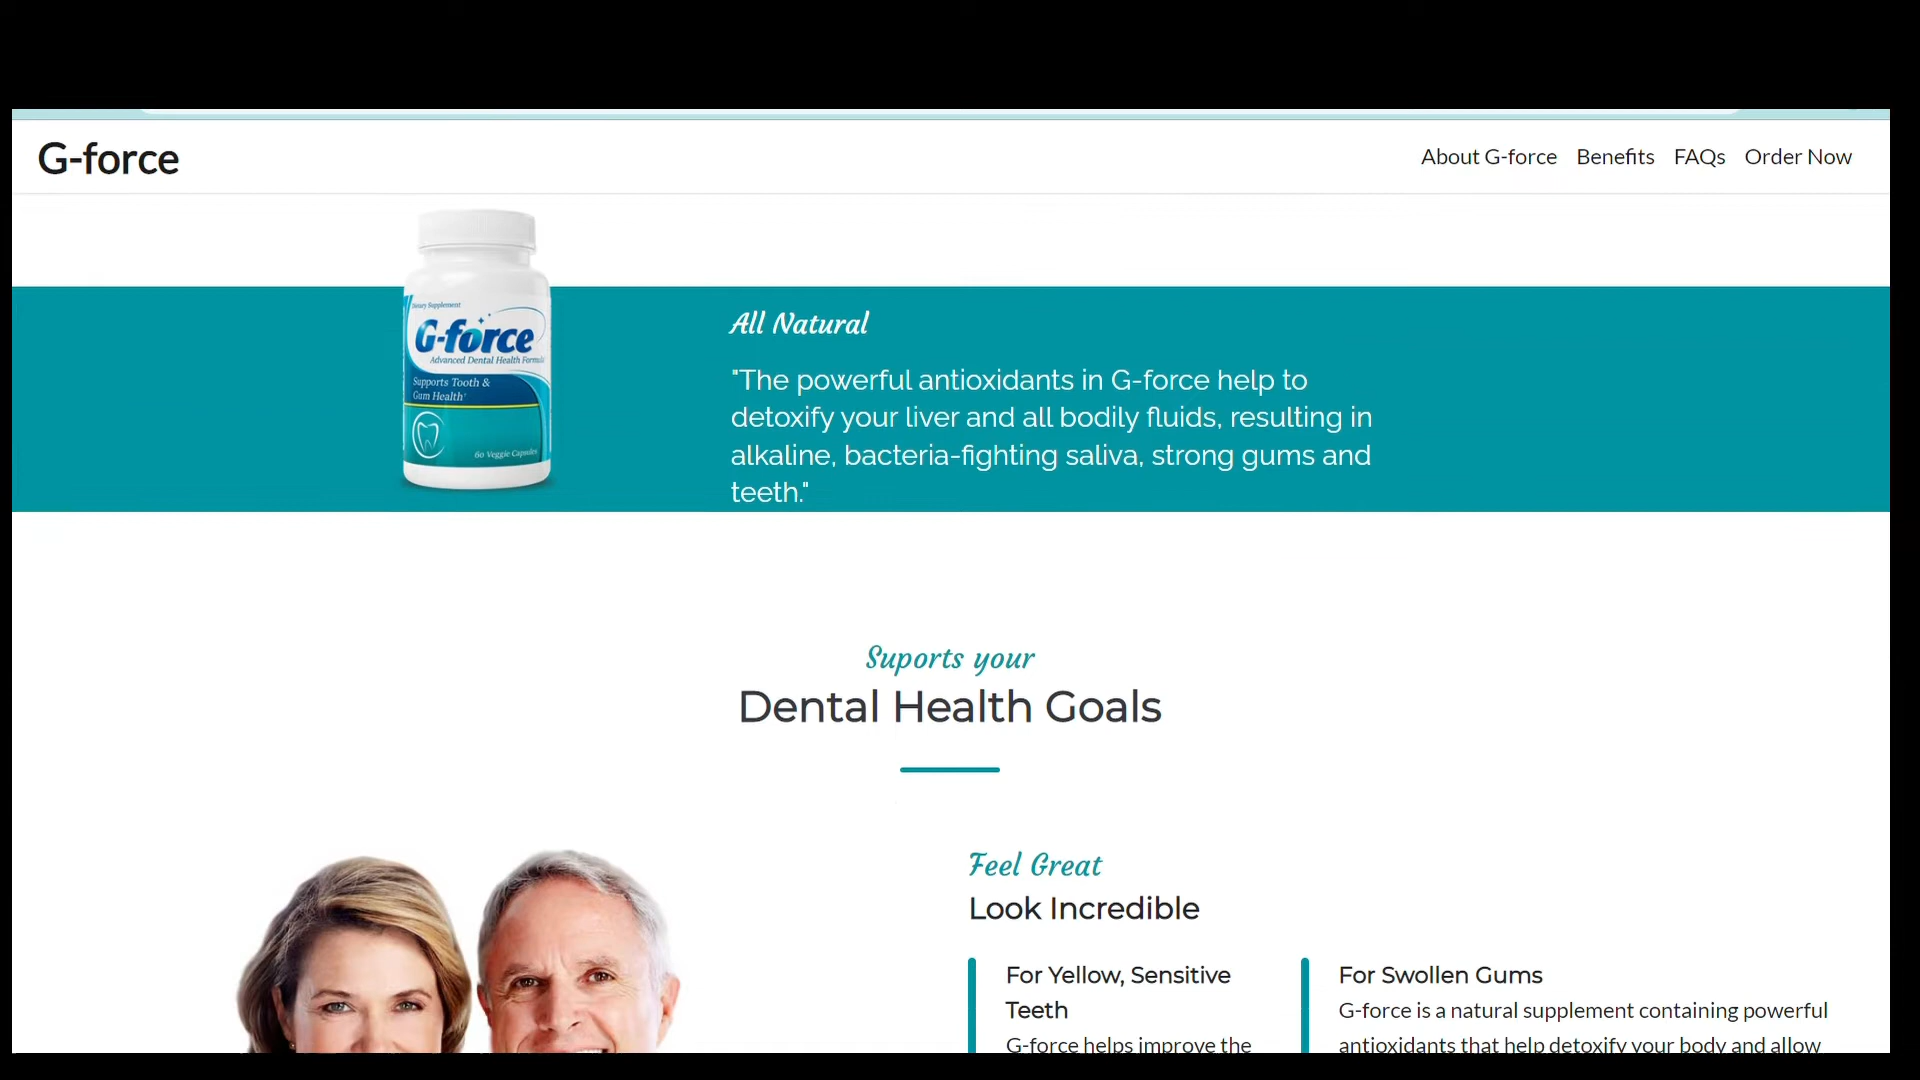 G-force
About G-force Benefits FAQs Order Now
Dietary Supplement
G-force
Advanced Dental Health Formula
Supports Tooth &
Gum Health†
60 Veggie Capsules
All Natural
"The powerful antioxidants in G-force help to
detoxify your liver and all bodily fluids, resulting in
alkaline, bacteria-fighting saliva, strong gums and
teeth."
Suports your
Dental Health Goals
Feel Great
Look Incredible
For Yellow, Sensitive
Teeth
G-force helps improve the
For Swollen Gums
G-force is a natural supplement containing powerful
antioxidants that help detoxify your body and allow